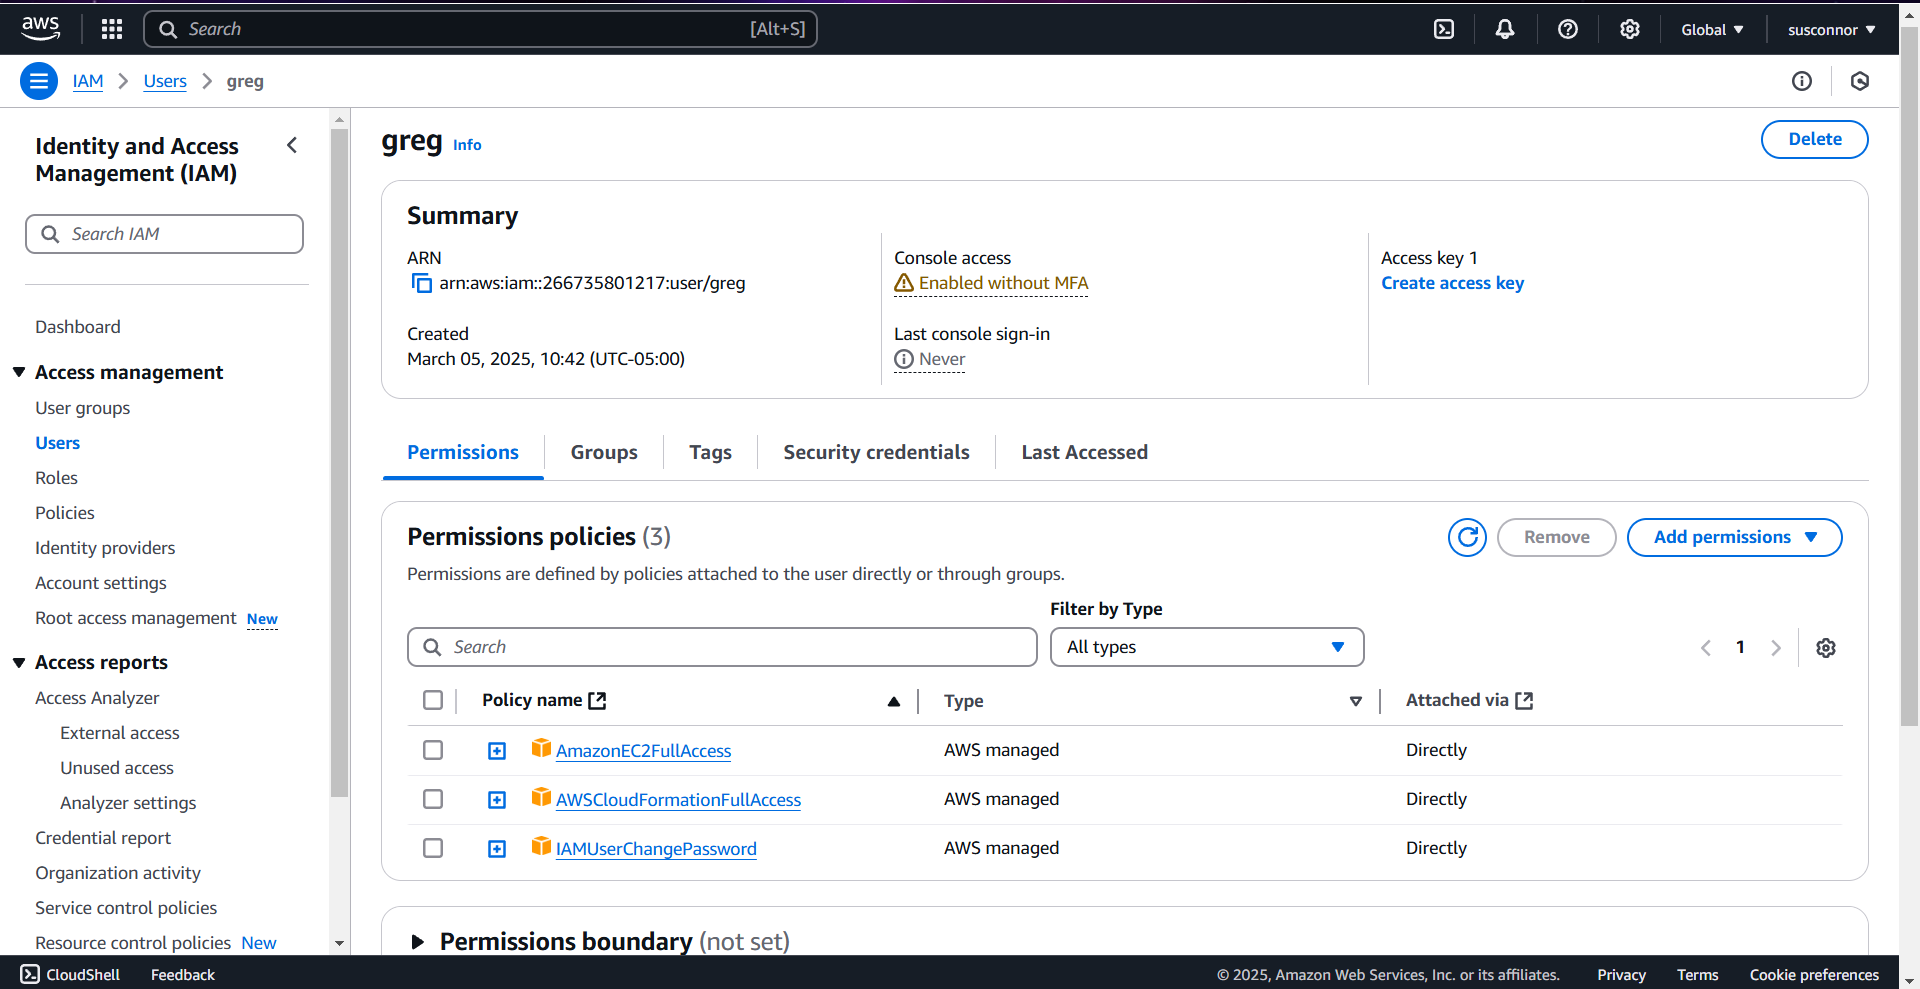 aws
Search [Alt+S]
Global susconnor
IAM Users greg
Identity and Access
Management (IAM)
Search IAM
Dashboard
Access management
User groups
Users
Roles
Policies
Identity providers
Account settings
Root access management New
Access reports
Access Analyzer
External access
Unused access
Analyzer settings
Credential report
Organization activity
Service control policies
Resource control policies New
greg Info
Delete
Summary
ARN
arn:aws:iam::266735801217:user/greg
Created
March 05, 2025, 10:42 (UTC-05:00)
Console access
Enabled without MFA
Last console sign-in
Never
Access key 1
Create access key
Permissions Groups Tags Security credentials Last Accessed
Permissions policies (3)
Remove Add permissions
Permissions are defined by policies attached to the user directly or through groups.
Filter by Type
Search All types 1
Policy name Type Attached via
AmazonEC2FullAccess AWS managed Directly
AWSCloudFormationFullAccess AWS managed Directly
IAMUserChangePassword AWS managed Directly
Permissions boundary (not set)
CloudShell Feedback © 2025, Amazon Web Services, Inc. or its affiliates. Privacy Terms Cookie preferences